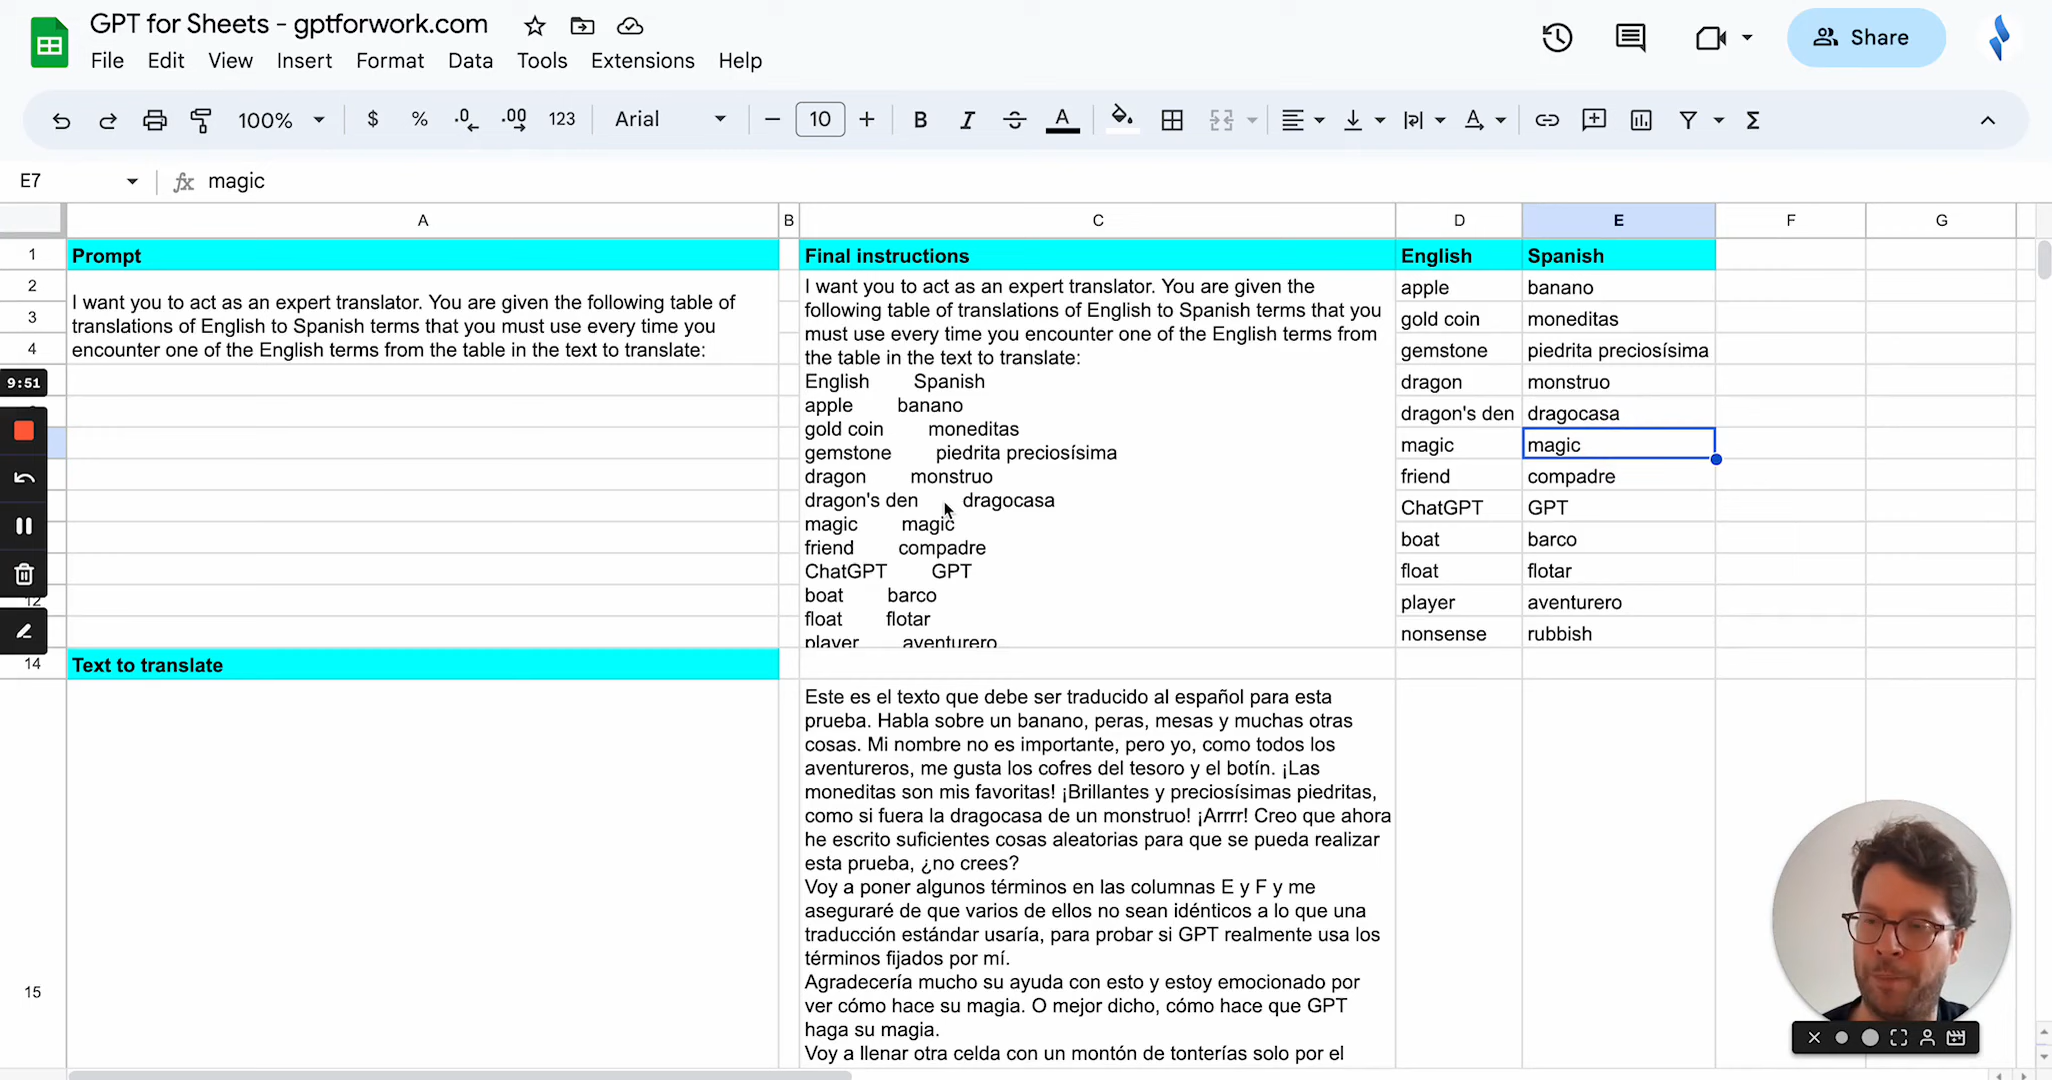 GPT for Sheets - gptforwork.com
File Edit View Insert Format Data Tools Extensions Help
Share
100% $ % .0 .00 123 Arial 10 B I S A
E7 fx magic
A B C D E F G
1 Prompt Final instructions English Spanish
2
3
4
I want you to act as an expert translator. You are given the following table of
translations of English to Spanish terms that you must use every time you
encounter one of the English terms from the table in the text to translate:
I want you to act as an expert translator. You are given the
following table of translations of English to Spanish terms that you
must use every time you encounter one of the English terms from
the table in the text to translate:
English Spanish
apple banano
gold coin moneditas
gemstone piedrita preciosísima
dragon monstruo
dragon's den dragocasa
magic magic
friend compadre
ChatGPT GPT
boat barco
float flotar
player aventurero
apple banano
gold coin moneditas
gemstone piedrita preciosísima
dragon monstruo
dragon's den dragocasa
magic magic
friend compadre
ChatGPT GPT
boat barco
float flotar
player aventurero
nonsense rubbish
9:51
12
14 Text to translate
15
Este es el texto que debe ser traducido al español para esta
prueba. Habla sobre un banano, peras, mesas y muchas otras
cosas. Mi nombre no es importante, pero yo, como todos los
aventureros, me gusta los cofres del tesoro y el botín. ¡Las
moneditas son mis favoritas! ¡Brillantes y preciosísimas piedritas,
como si fuera la dragocasa de un monstruo! ¡Arrrr! Creo que ahora
he escrito suficientes cosas aleatorias para que se pueda realizar
esta prueba, ¿no crees?
Voy a poner algunos términos en las columnas E y F y me
aseguraré de que varios de ellos no sean idénticos a lo que una
traducción estándar usaría, para probar si GPT realmente usa los
términos fijados por mí.
Agradecería mucho su ayuda con esto y estoy emocionado por
ver cómo hace su magia. O mejor dicho, cómo hace que GPT
haga su magia.
Voy a llenar otra celda con un montón de tonterías solo por el